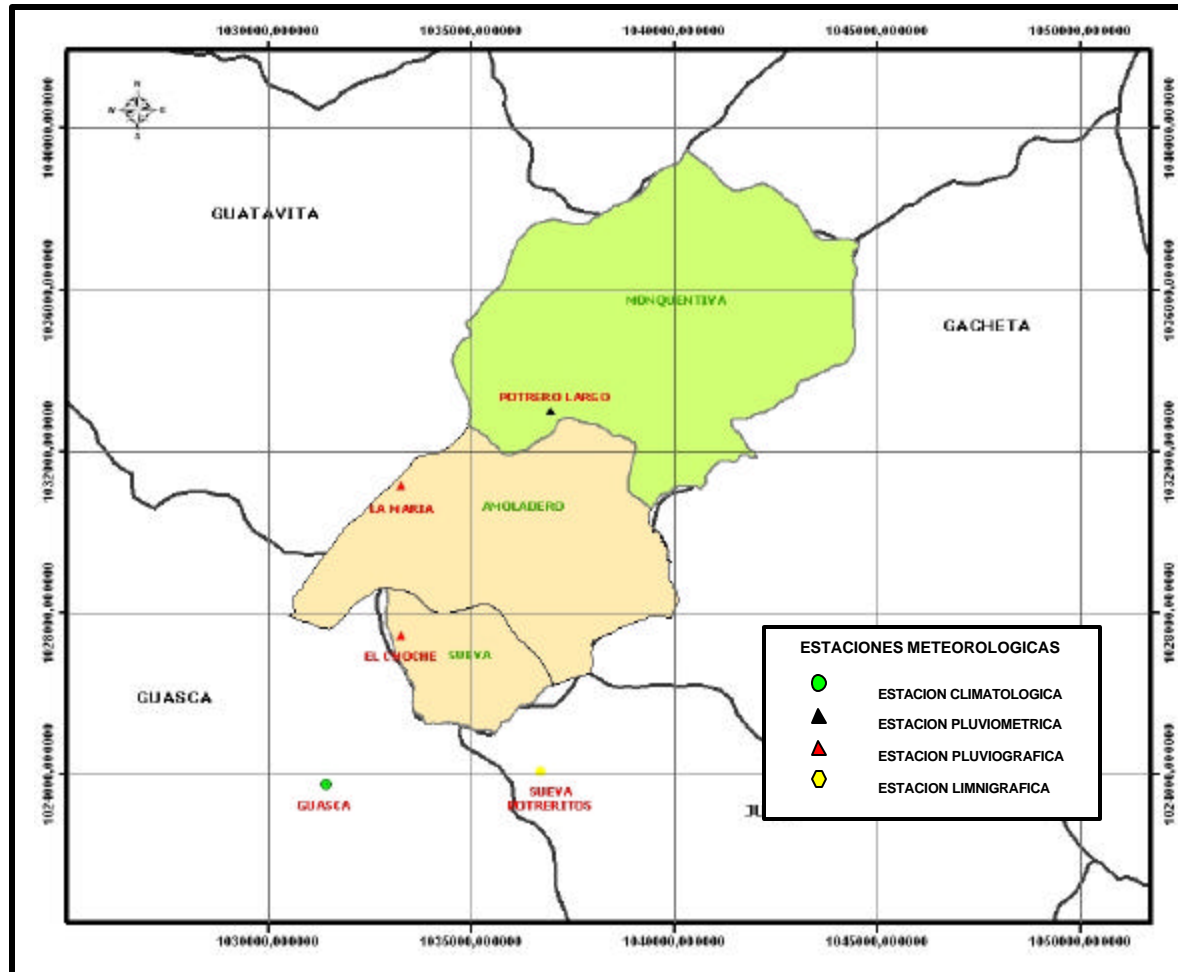 1030000,000000 1035000,000000 1040000,000000 1045000,000000 1050000,000000
N
S
1040000,000000 1040000,000000
GUATAVITA
1036000,000000 1036000,000000
MONQUENTIVA
GACHETA
POTRERO LARGO
1032000,000000 1032000,000000
LA MARIA
AMOLADERO
1028000,000000 1028000,000000
EL CHOCHE
SUEVA
GUASCA
ESTACIONES METEOROLOGICAS
ESTACION CLIMATOLOGICA
ESTACION PLUVIOMETRICA
ESTACION PLUVIOGRAFICA
ESTACION LIMNIGRAFICA
1024000,000000 1024000,000000
GUASCA
SUEVA
POTRERITOS
1030000,000000 1035000,000000 1040000,000000 1045000,000000 1050000,000000